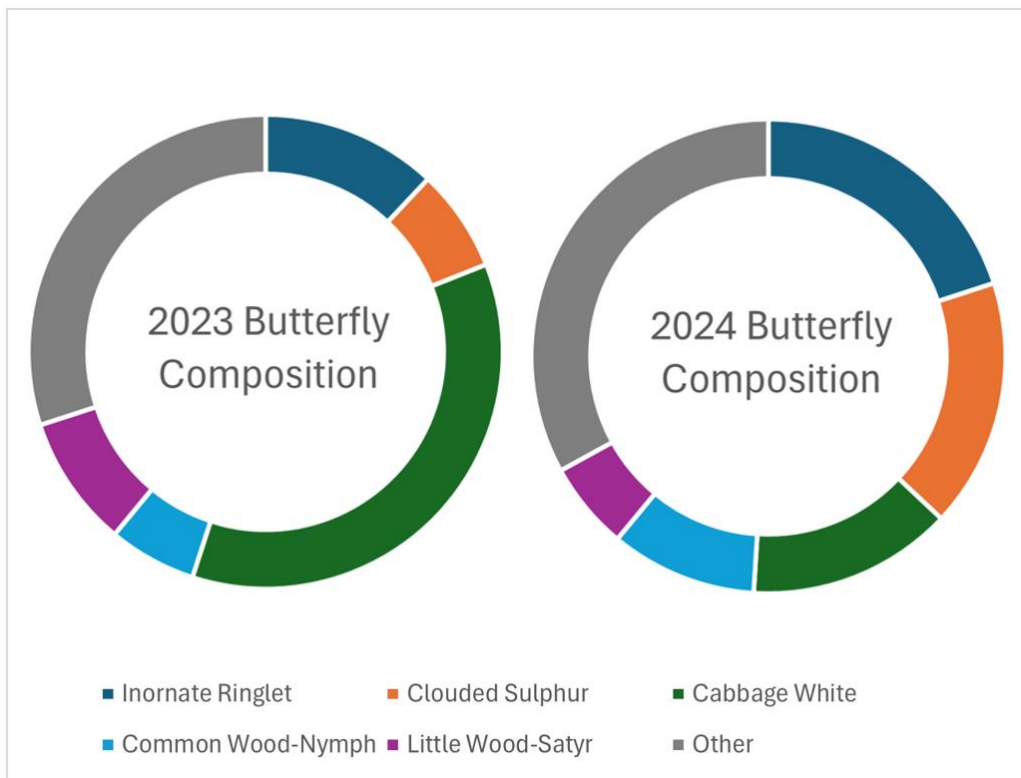 2023 Butterfly
Composition
2024 Butterfly
Composition
Inornate Ringlet
Clouded Sulphur
Cabbage White
Common Wood-Nymph
Little Wood-Satyr
Other